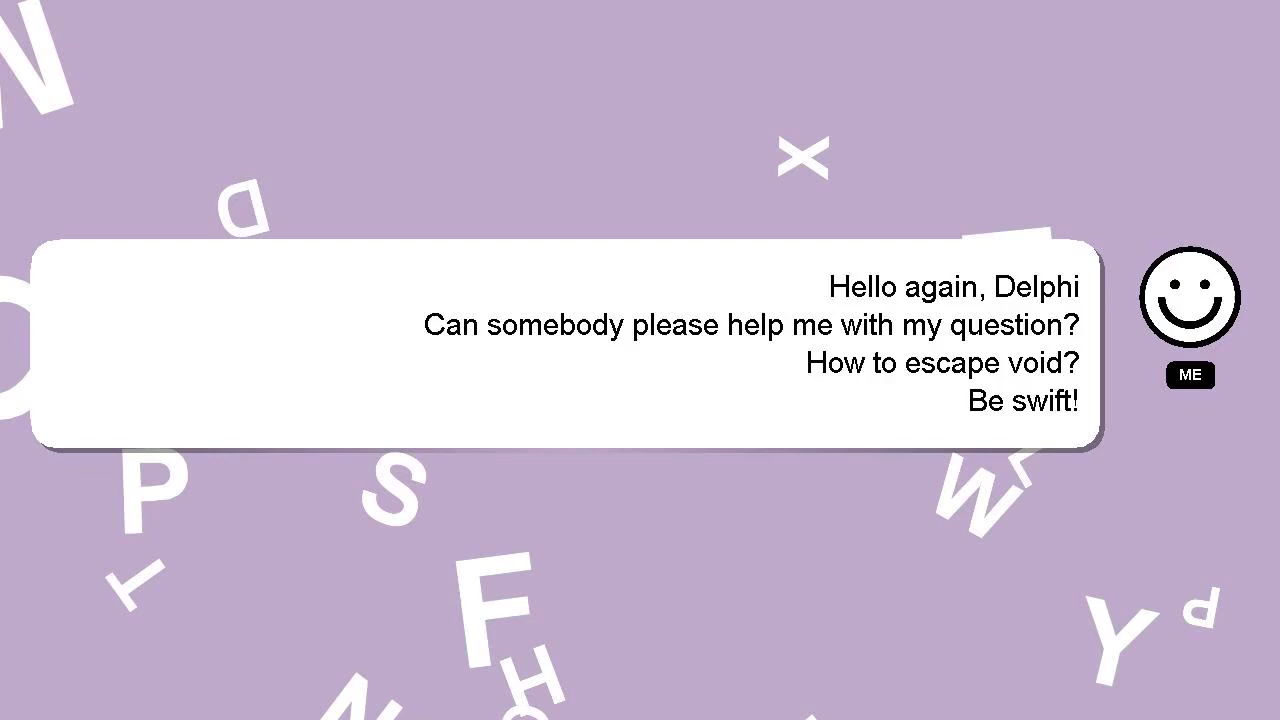 N
X
D
Hello again, Delphi
Can somebody please help me with my question?
How to escape void?
Be swift!
ME
P
S
W
T
F
Y
P
H
N